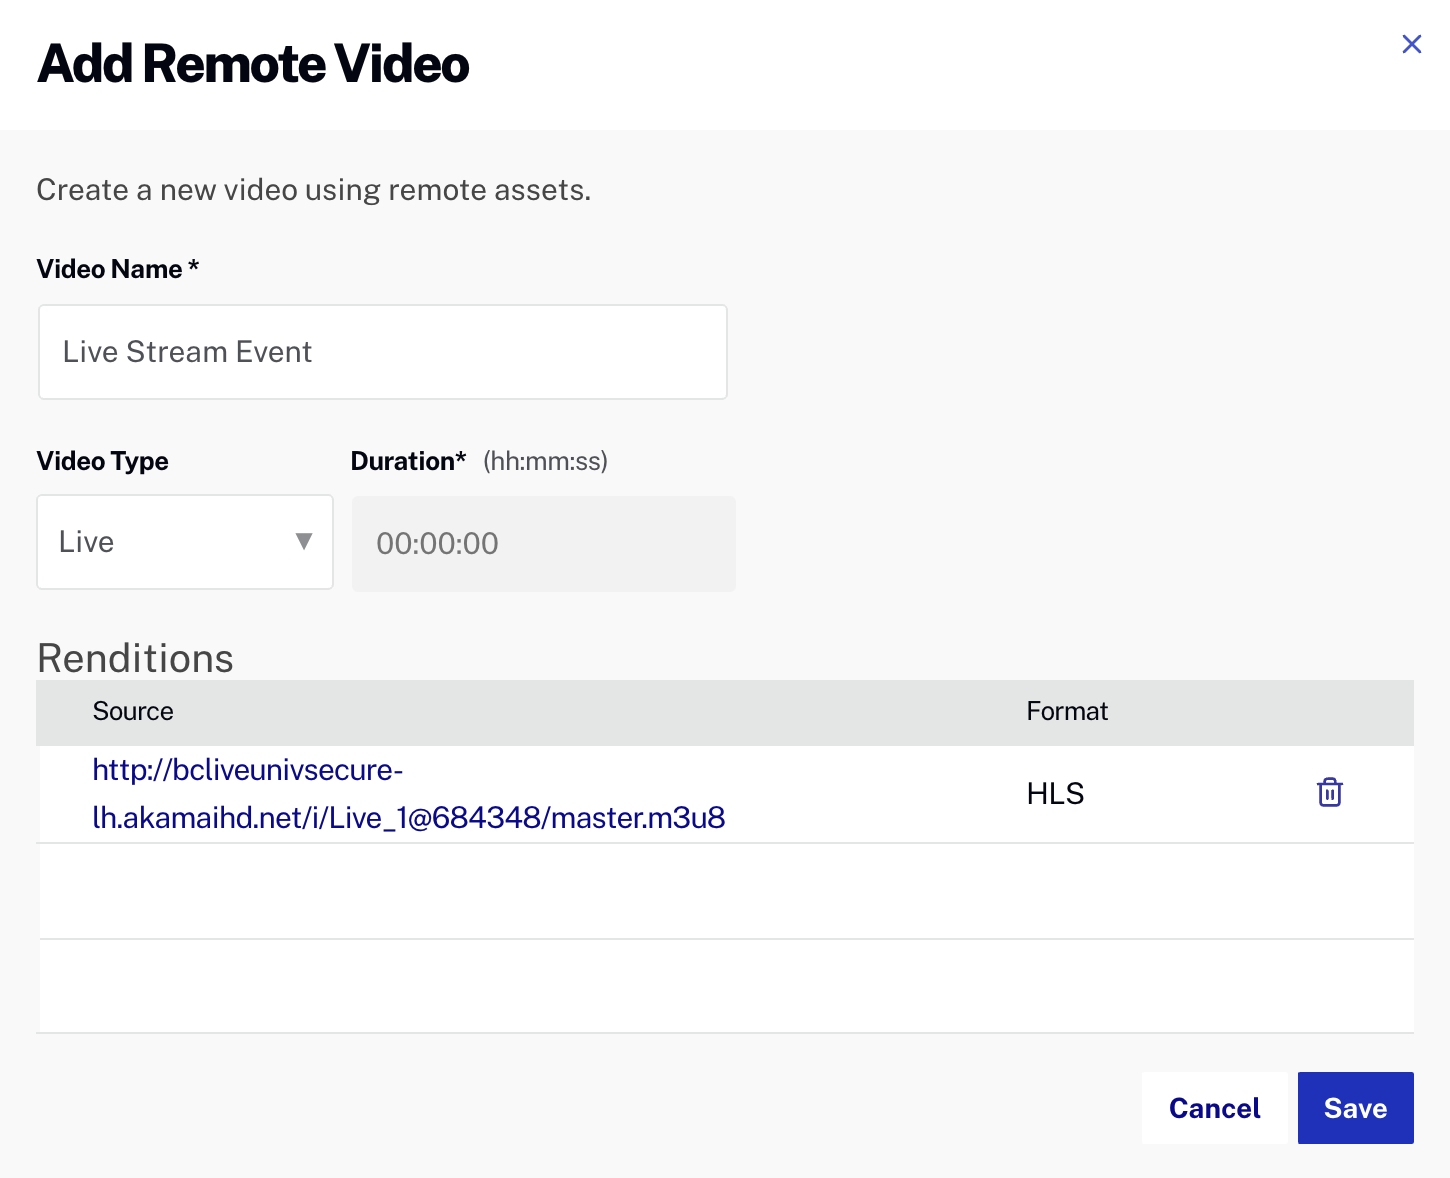 Add Remote Video
Create a new video using remote assets.
Video Name *
Live Stream Event
Video Type
Duration* (hh:mm:ss)
Live
00:00:00
Renditions
Source
Format
http://bcliveunivsecure-
lh.akamaihd.net/i/Live_1@684348/master.m3u8
HLS
Cancel
Save